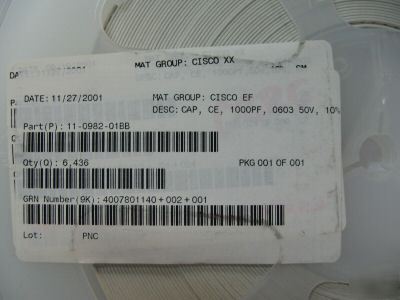 MAT GROUP: CISCO XX
DATE: 11/27/2001 MAT GROUP: CISCO EF
DESC: CAP, CE, 1000PF, 0603 50V, 10%
Part(P): 11-0982-01BB
Qty(Q): 6,436 PKG 001 OF 001
GRN Number(9K): 4007801140+002+001
Lot: PNC